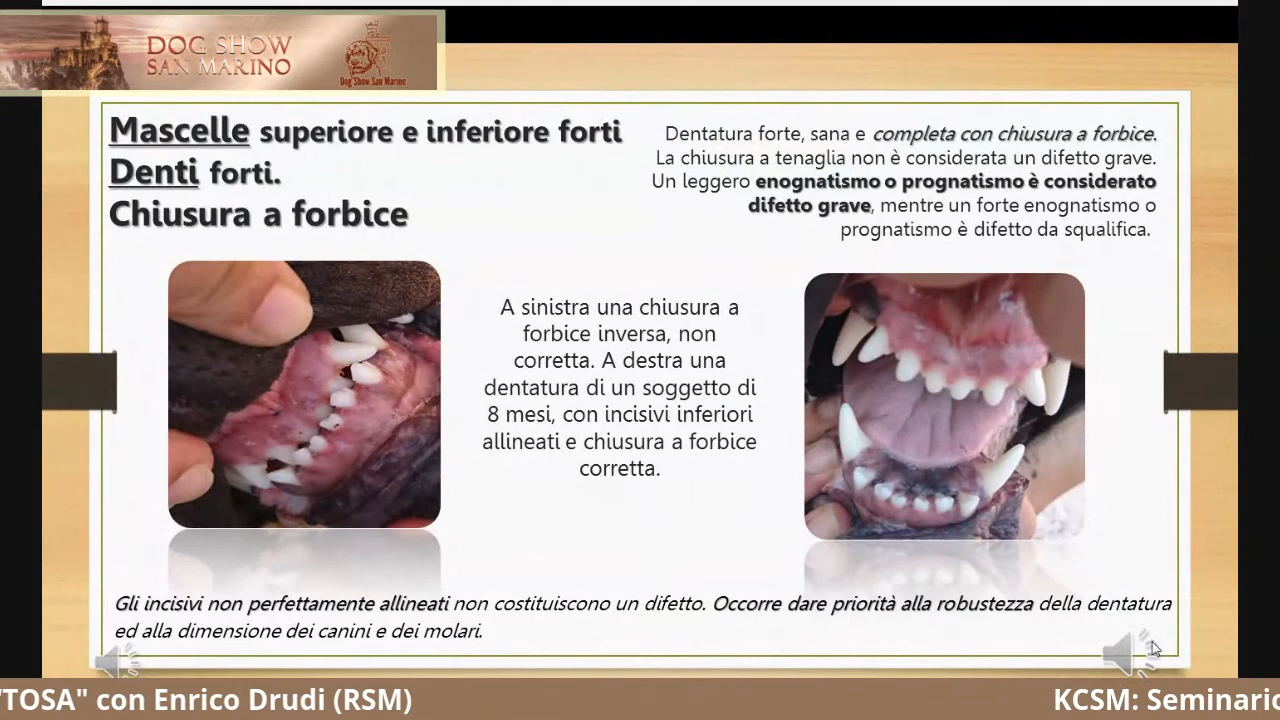 DOG SHOW
SAN MARINO
Dog Show San Marino
Mascelle superiore e inferiore forti
Denti forti.
Chiusura a forbice
Dentatura forte, sana e completa con chiusura a forbice.
La chiusura a tenaglia non è considerata un difetto grave.
Un leggero enognatismo o prognatismo è considerato
difetto grave, mentre un forte enognatismo o
prognatismo è difetto da squalifica.
A sinistra una chiusura a
forbice inversa, non
corretta. A destra una
dentatura di un soggetto di
8 mesi, con incisivi inferiori
allineati e chiusura a forbice
corretta.
Gli incisivi non perfettamente allineati non costituiscono un difetto. Occorre dare priorità alla robustezza della dentatura
ed alla dimensione dei canini e dei molari.
"TOSA" con Enrico Drudi (RSM)
KCSM: Seminario